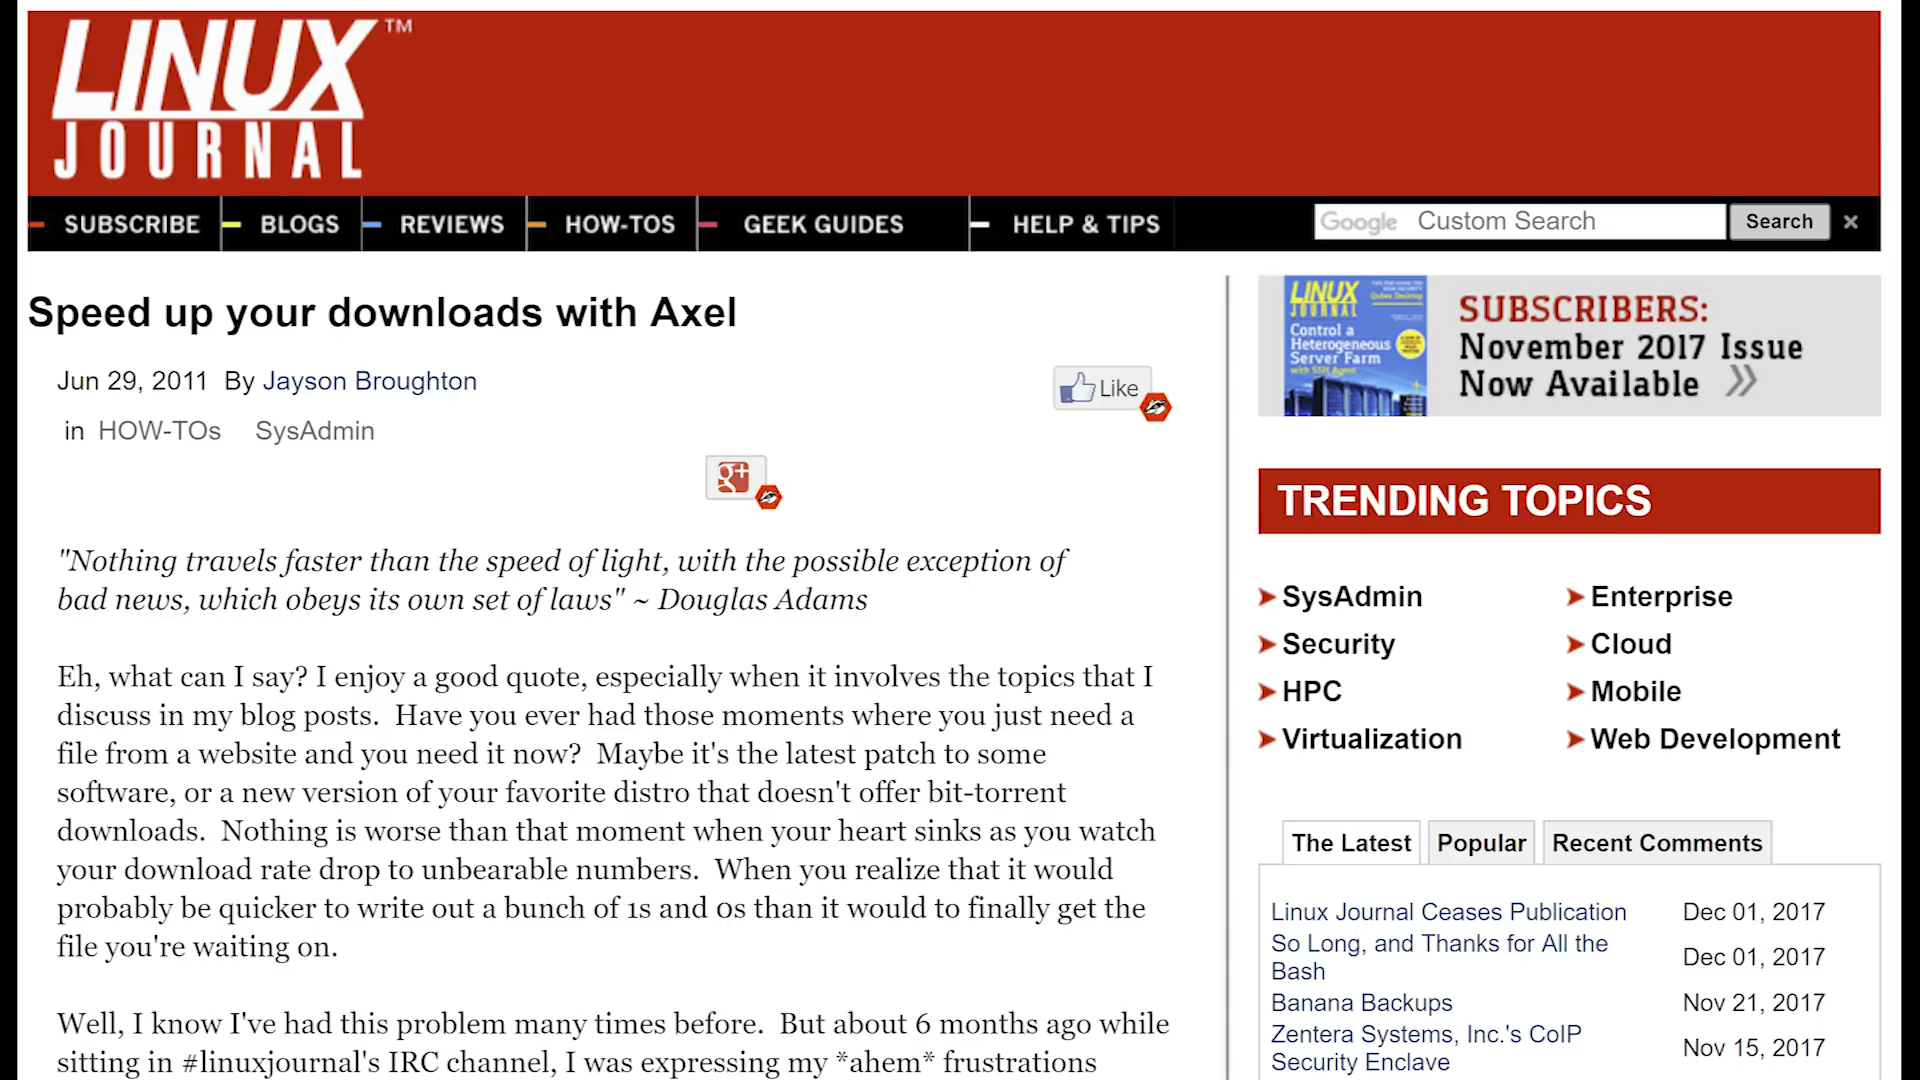 LINUX
JOURNAL™
SUBSCRIBE
BLOGS
REVIEWS
HOW-TOS
GEEK GUIDES
HELP & TIPS
Google Custom Search
Search
×
Speed up your downloads with Axel
Jun 29, 2011 By Jayson Broughton
in HOW-TOs SysAdmin
Like
g+
"Nothing travels faster than the speed of light, with the possible exception of
bad news, which obeys its own set of laws" ~ Douglas Adams
Eh, what can I say? I enjoy a good quote, especially when it involves the topics that I
discuss in my blog posts. Have you ever had those moments where you just need a
file from a website and you need it now? Maybe it's the latest patch to some
software, or a new version of your favorite distro that doesn't offer bit-torrent
downloads. Nothing is worse than that moment when your heart sinks as you watch
your download rate drop to unbearable numbers. When you realize that it would
probably be quicker to write out a bunch of 1s and 0s than it would to finally get the
file you're waiting on.
Well, I know I've had this problem many times before. But about 6 months ago while
sitting in #linuxjournal's IRC channel, I was expressing my *ahem* frustrations
LINUX
JOURNAL
Control a
Heterogeneous
Server Farm
with SSH Agent
SUBSCRIBERS:
November 2017 Issue
Now Available »
TRENDING TOPICS
SysAdmin
Enterprise
Security
Cloud
HPC
Mobile
Virtualization
Web Development
The Latest
Popular
Recent Comments
Linux Journal Ceases Publication Dec 01, 2017
So Long, and Thanks for All the
Bash Dec 01, 2017
Banana Backups Nov 21, 2017
Zentera Systems, Inc.'s CoIP
Security Enclave Nov 15, 2017